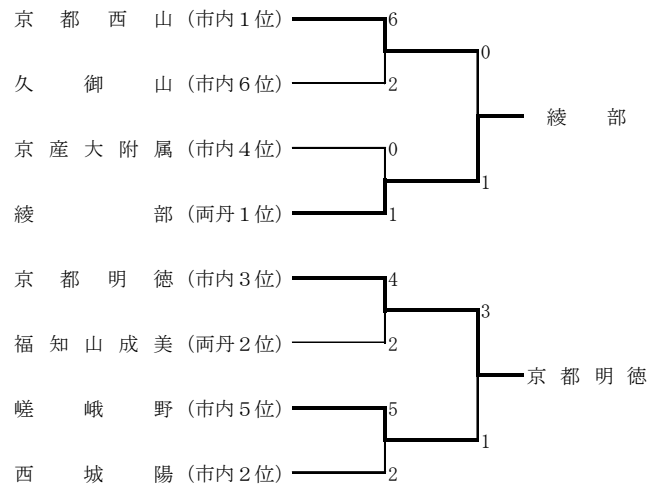 京都西山（市内１位） 6
0
久御山（市内６位） 2
綾部
京産大附属（市内４位） 0
1
綾部（両丹１位） 1
京都明徳（市内３位） 4
3
福知山成美（両丹２位） 2
京都明徳
嵯峨野（市内５位） 5
1
西城陽（市内２位） 2